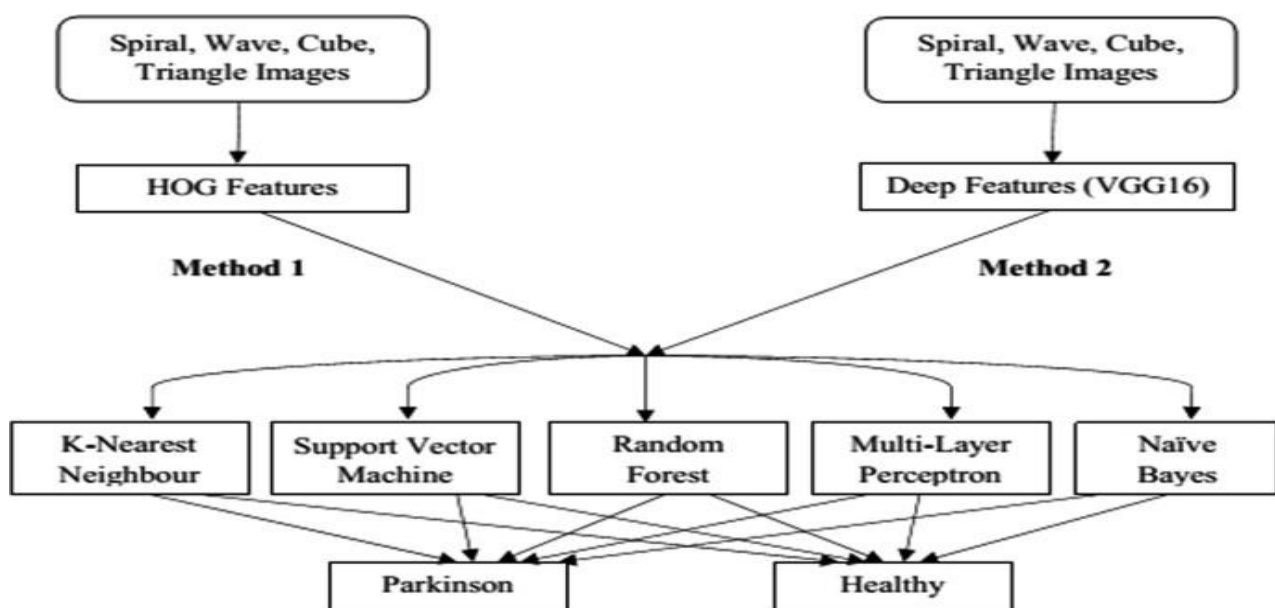 Spiral, Wave, Cube,
Triangle Images
Spiral, Wave, Cube,
Triangle Images
HOG Features
Deep Features (VGG16)
Method 1
Method 2
K-Nearest
Neighbour
Support Vector
Machine
Random
Forest
Multi-Layer
Perceptron
Naïve
Bayes
Parkinson
Healthy